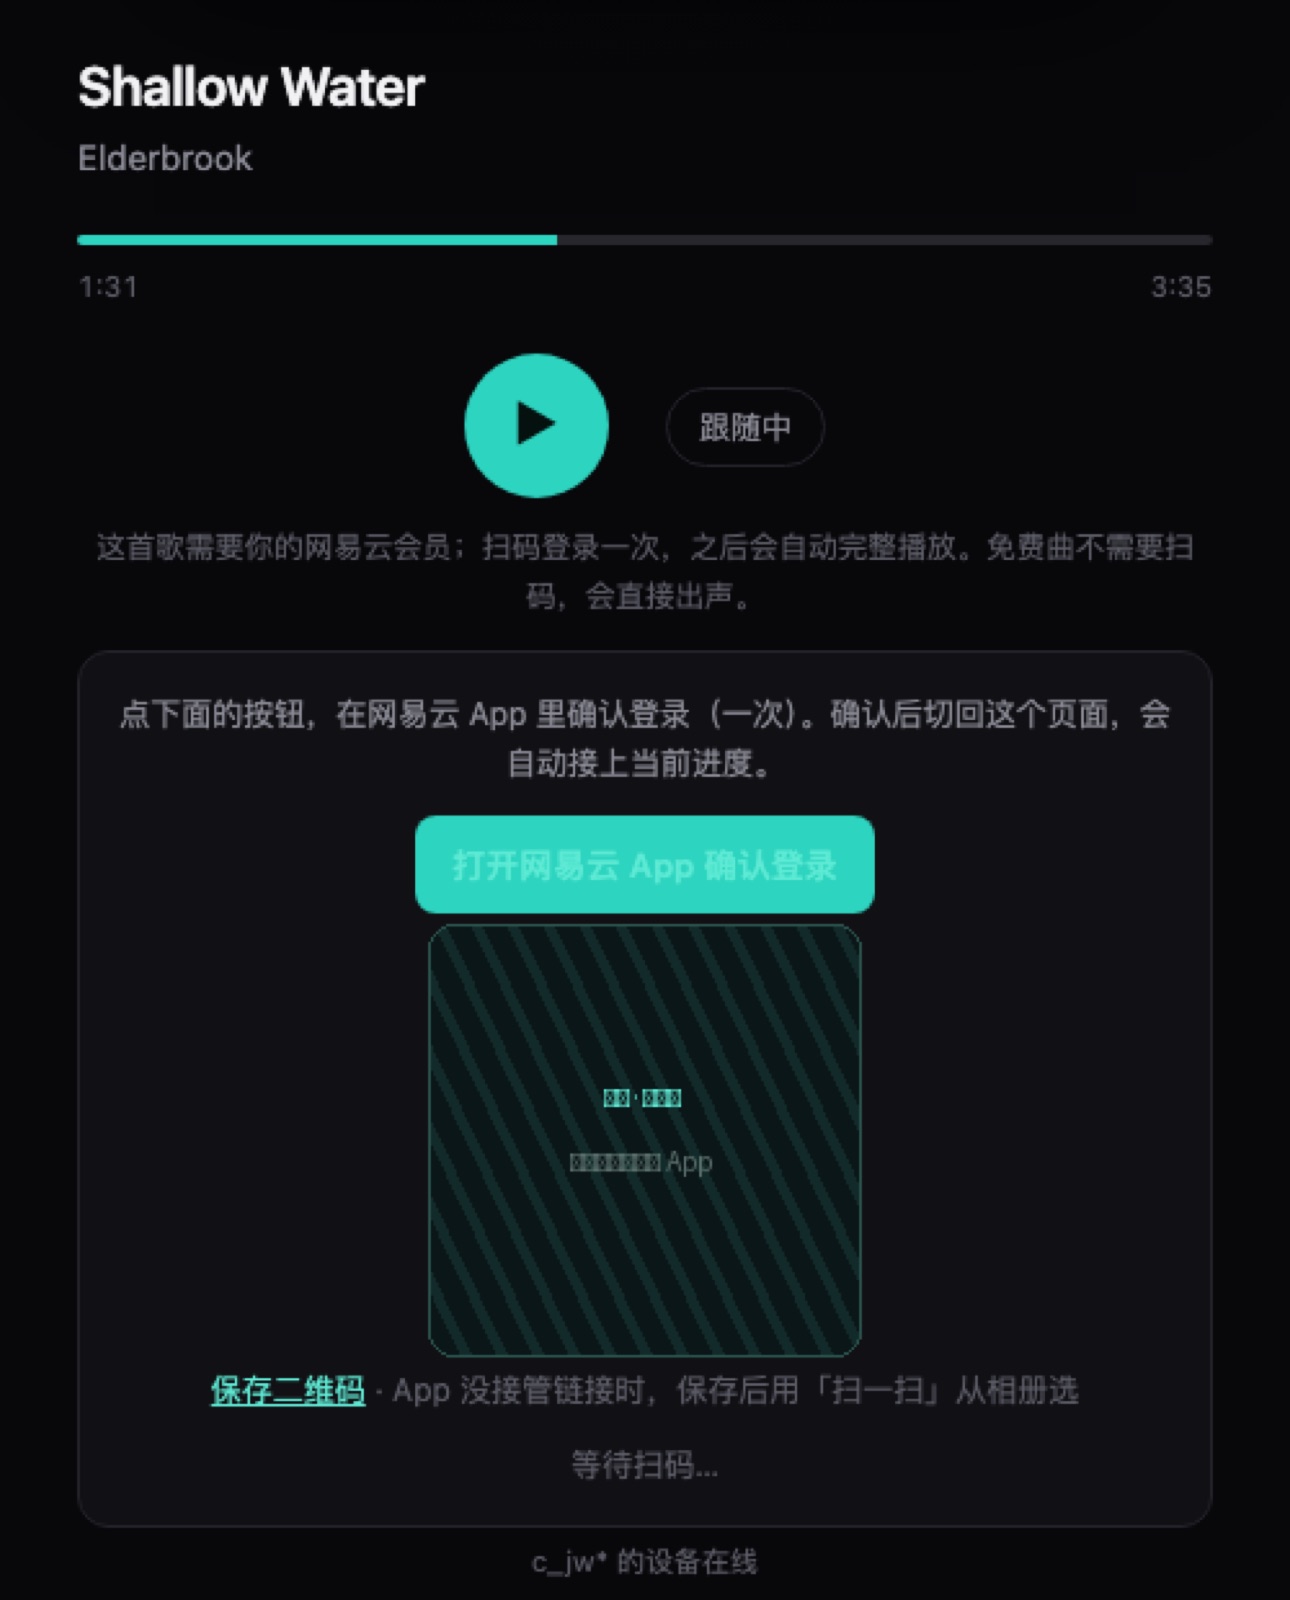 Shallow Water
Elderbrook
1:31
3:35
跟随中
这首歌需要你的网易云会员；扫码登录一次，之后会自动完整播放。免费曲不需要扫
码，会直接出声。
点下面的按钮，在网易云 App 里确认登录（一次）。确认后切回这个页面，会
自动接上当前进度。
打开网易云 App 确认登录
App
保存二维码 · App 没接管链接时，保存后用「扫一扫」从相册选
等待扫码...
c_jw* 的设备在线